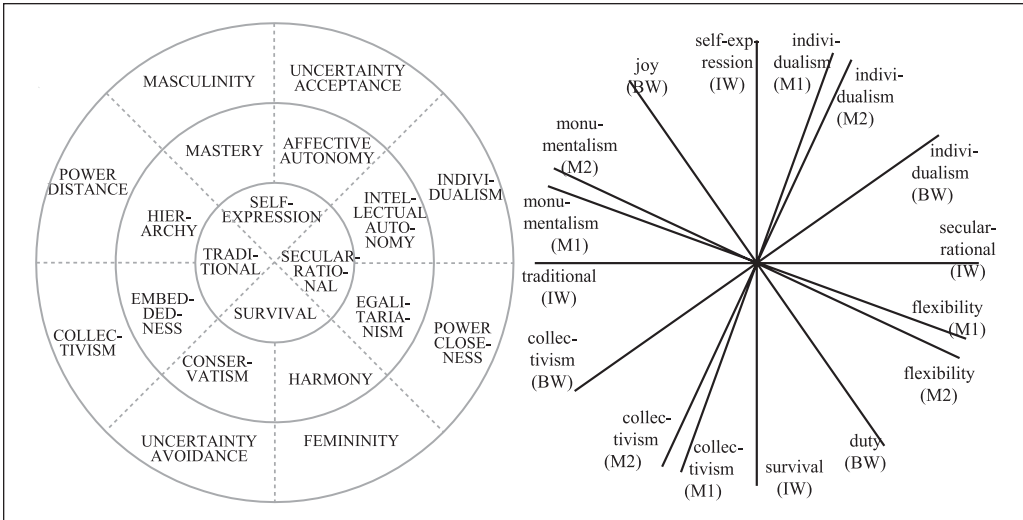 MASCULINITY
UNCERTAINTY
ACCEPTANCE
POWER
DISTANCE
INDIVI-
DUALISM
COLLEC-
TIVISM
POWER
CLOSE-
NESS
UNCERTAINTY
AVOIDANCE
FEMININITY
MASTERY
AFFECTIVE
AUTONOMY
HIER-
ARCHY
INTEL-
LECTUAL
AUTO-
NOMY
EMBED-
DED-
NESS
EGALI-
TARIA-
NISM
CONSER-
VATISM
HARMONY
SELF-
EXPRESSION
TRADI-
TIONAL
SECULAR-
RATIO-
NAL
SURVIVAL
self-exp-
ression
(IW)
indivi-
dualism
(M1)
indivi-
dualism
(M2)
joy
(BW)
monu-
mentalism
(M2)
indivi-
dualism
(BW)
monu-
mentalism
(M1)
secular-
rational
(IW)
traditional
(IW)
flexibility
(M1)
collec-
tivism
(BW)
flexibility
(M2)
collec-
tivism
(M2)
collec-
tivism
(M1)
survival
(IW)
duty
(BW)